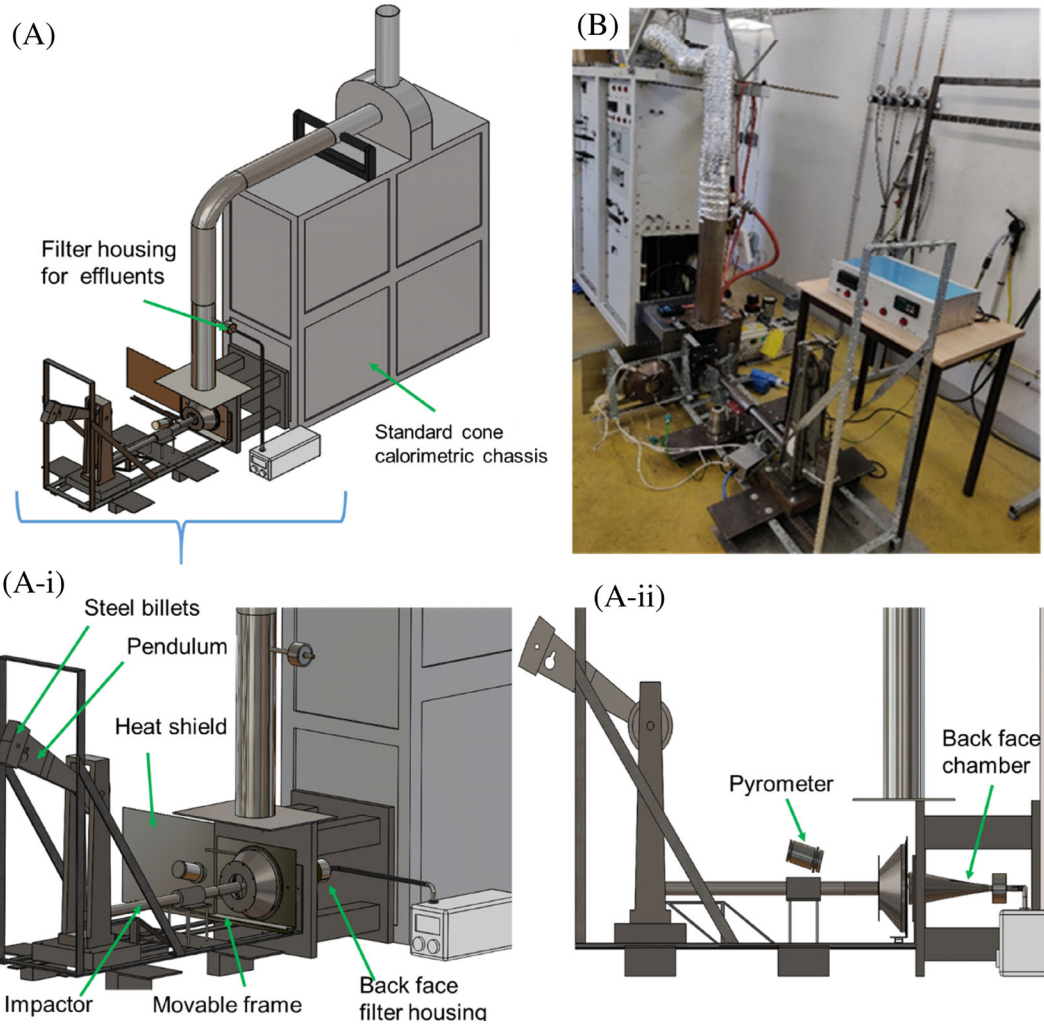 (A)
(B)
Filter housing
for effluents
Standard cone
calorimetric chassis
(A-i)
Steel billets
Pendulum
Heat shield
Impactor
Movable frame
Back face
filter housing
(A-ii)
Pyrometer
Back face
chamber